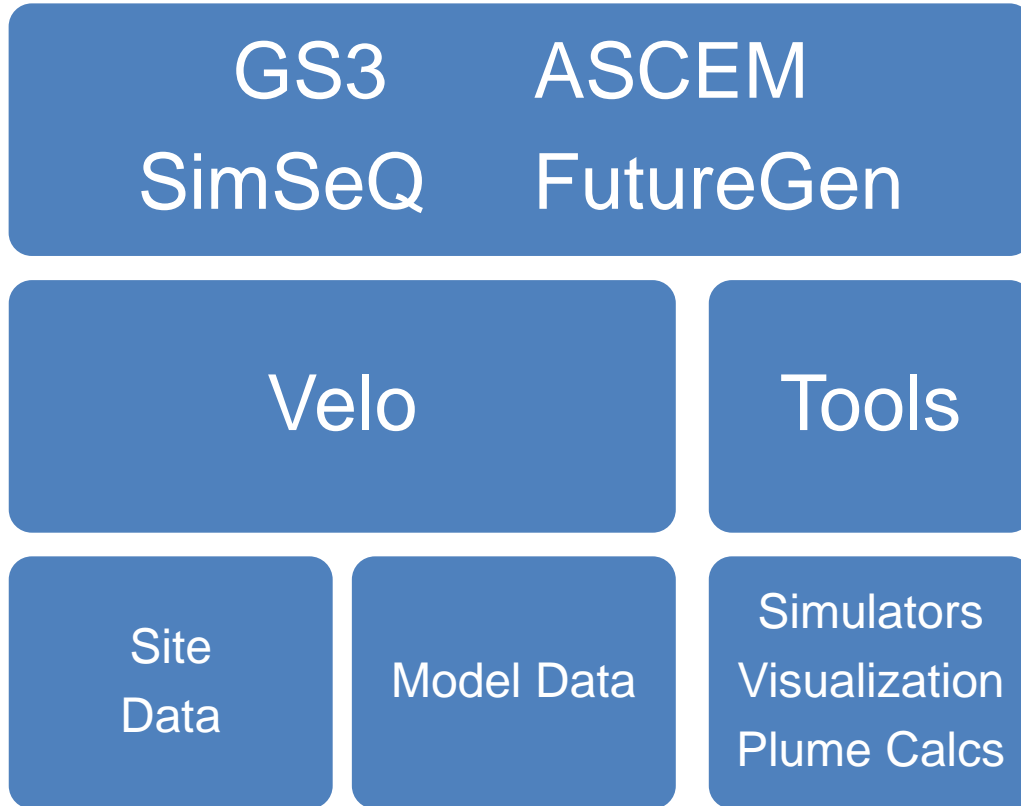 GS3 ASCEM
SimSeQ FutureGen
Velo
Tools
Site
Data
Model Data
Simulators
Visualization
Plume Calcs